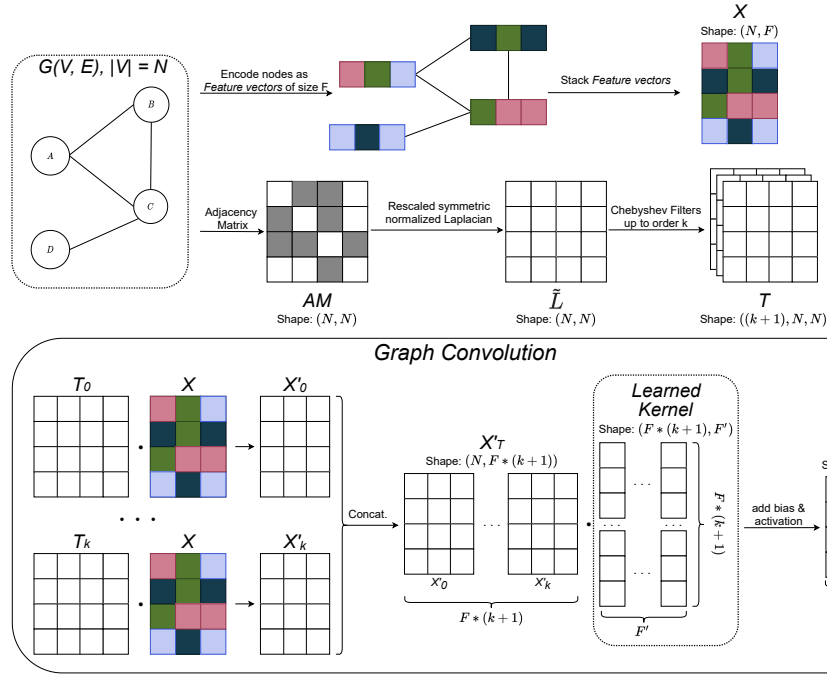 G(V, E), |V| = N
A
B
C
D
Encode nodes as
Feature vectors of size F
Stack Feature vectors
X
Shape: (N, F)
Adjacency
Matrix
AM
Shape: (N, N)
Rescaled symmetric
normalized Laplacian
L̃
Shape: (N, N)
Chebyshev Filters
up to order k
T
Shape: ((k + 1), N, N)
Graph Convolution
T₀
X
X'₀
Tₖ
X
X'ₖ
Concat.
X'ᴛ
Shape: (N, F ∗ (k + 1))
X'₀
X'ₖ
F ∗ (k + 1)
Learned
Kernel
Shape: (F ∗ (k + 1), F')
F ∗ (k + 1)
F'
add bias &
activation